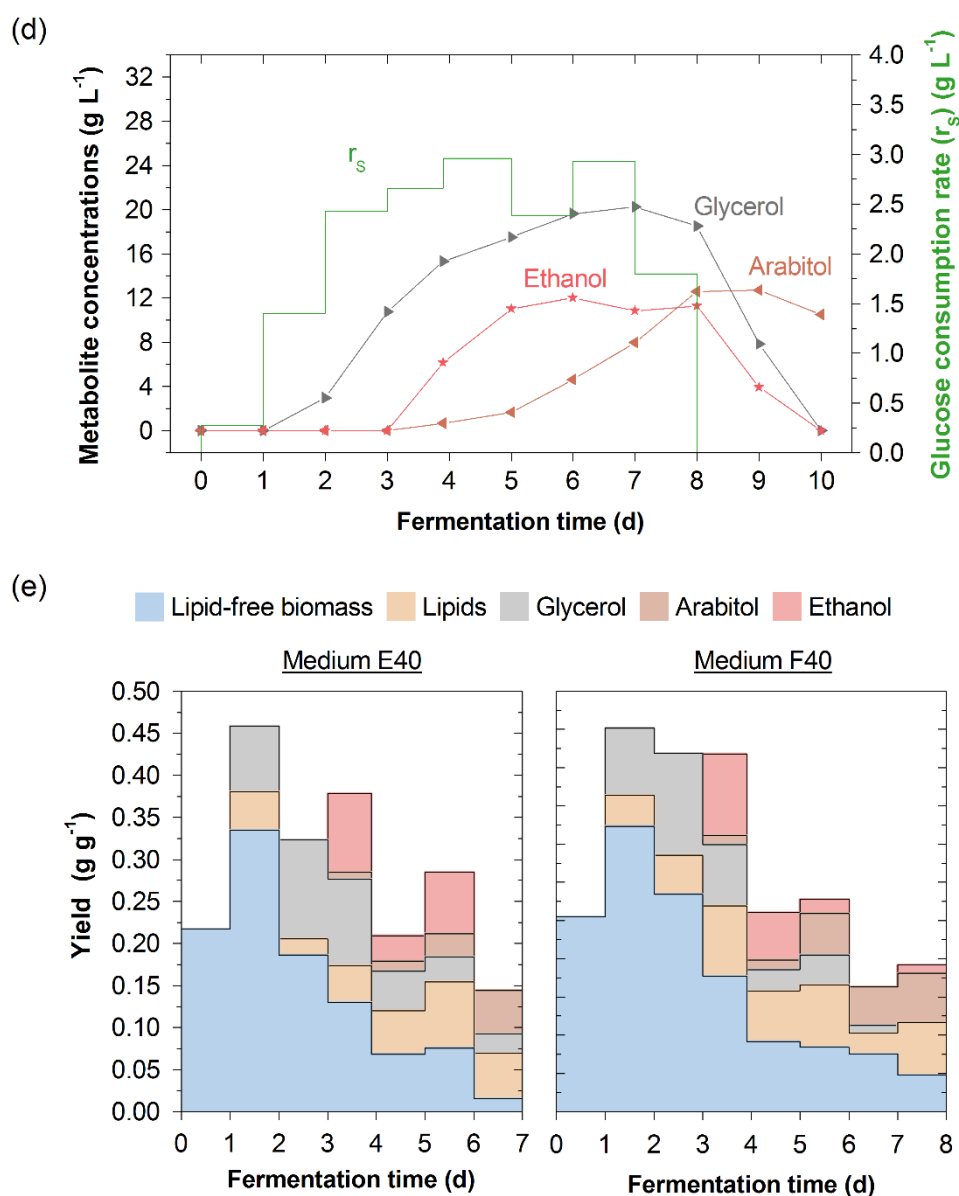 (d)
Metabolite concentrations (g L⁻¹)
32
28
24
20
16
12
8
4
0
r_S
Glycerol
Ethanol
Arabitol
4.0
3.5
3.0
2.5
2.0
1.5
1.0
0.5
0.0
Glucose consumption rate (r_S) (g L⁻¹)
0 1 2 3 4 5 6 7 8 9 10
Fermentation time (d)
(e)
Lipid-free biomass Lipids Glycerol Arabitol Ethanol
Medium E40 Medium F40
Yield (g g⁻¹)
0.50
0.45
0.40
0.35
0.30
0.25
0.20
0.15
0.10
0.05
0.00
0 1 2 3 4 5 6 7 0 1 2 3 4 5 6 7 8
Fermentation time (d) Fermentation time (d)